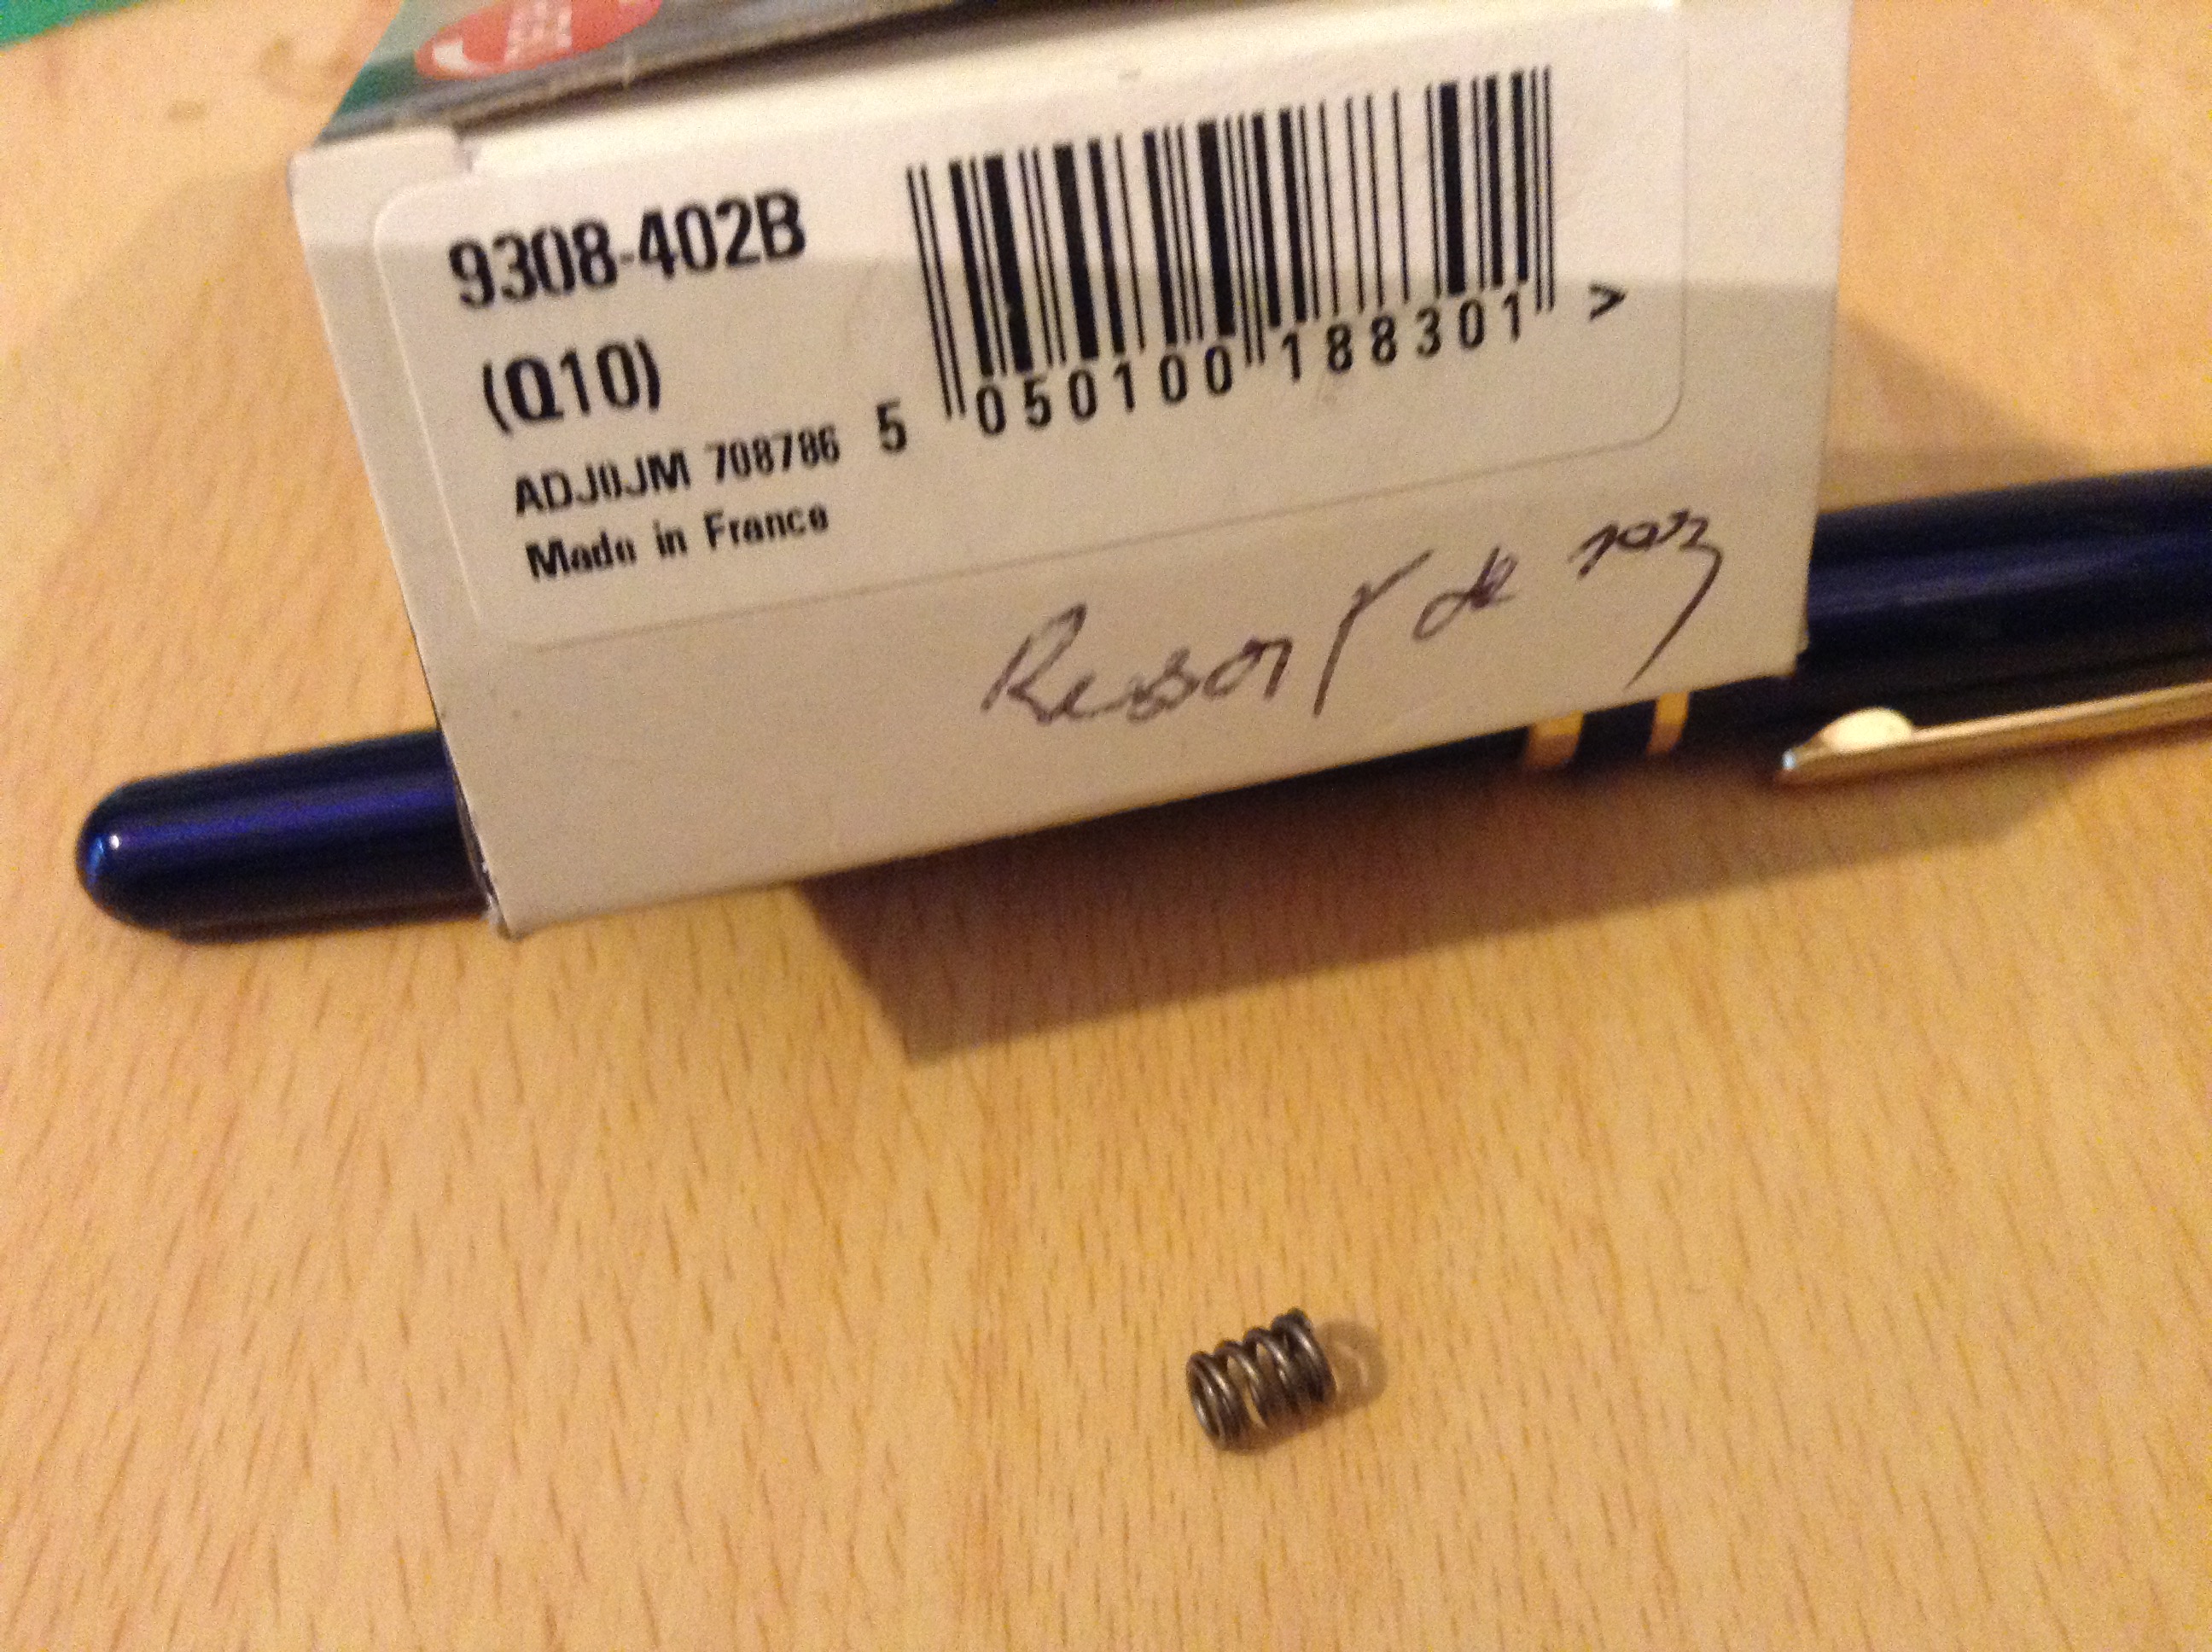 9308-402B
(Q10)
ADJ0JM 708786
Made in France
5 050100 188301 >
Ressort de